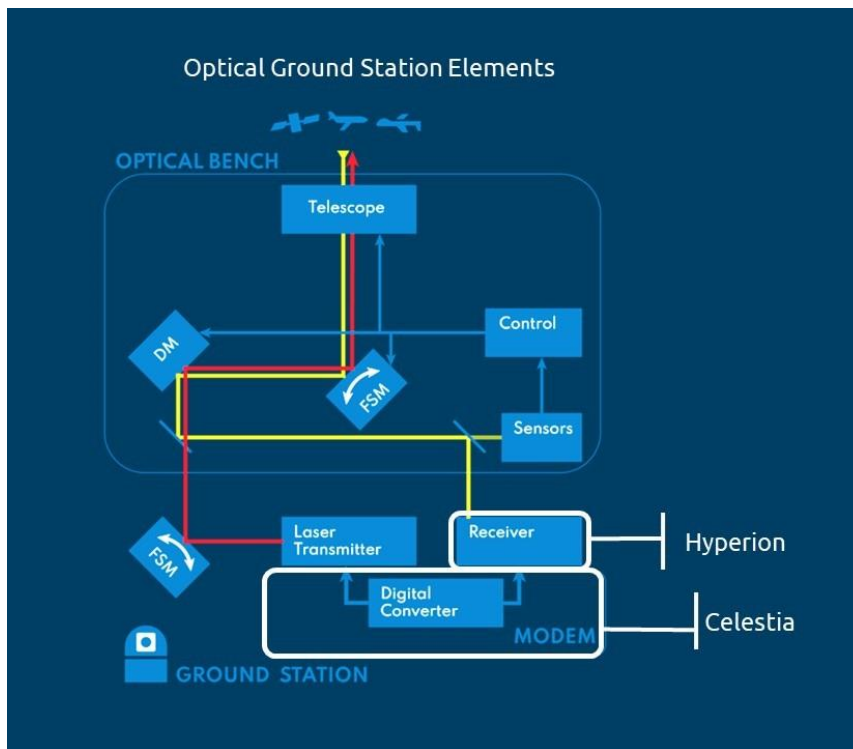 Optical Ground Station Elements
OPTICAL BENCH
Telescope
DM
Control
FSM
Sensors
FSM
Laser
Transmitter
Receiver
Hyperion
Digital
Converter
MODEM
Celestia
GROUND STATION